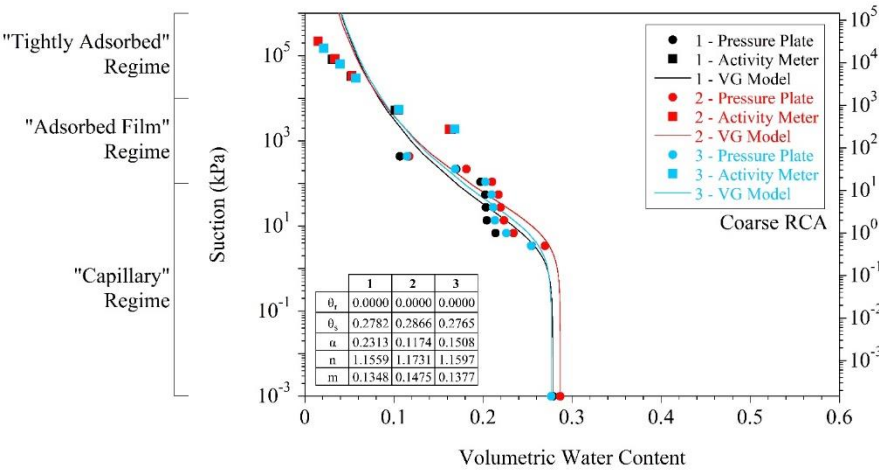 "Tightly Adsorbed"
Regime
"Adsorbed Film"
Regime
"Capillary"
Regime
Suction (kPa)
10^5
10^3
10^1
10^-1
10^-3
1 - Pressure Plate
1 - Activity Meter
1 - VG Model
2 - Pressure Plate
2 - Activity Meter
2 - VG Model
3 - Pressure Plate
3 - Activity Meter
3 - VG Model
Coarse RCA
10^5
10^4
10^3
10^2
10^1
10^0
10^-1
10^-2
10^-3
1 2 3
θr 0.0000 0.0000 0.0000
θs 0.2782 0.2866 0.2765
α 0.2313 0.1174 0.1508
n 1.1559 1.1731 1.1597
m 0.1348 0.1475 0.1377
0 0.1 0.2 0.3 0.4 0.5 0.6
Volumetric Water Content